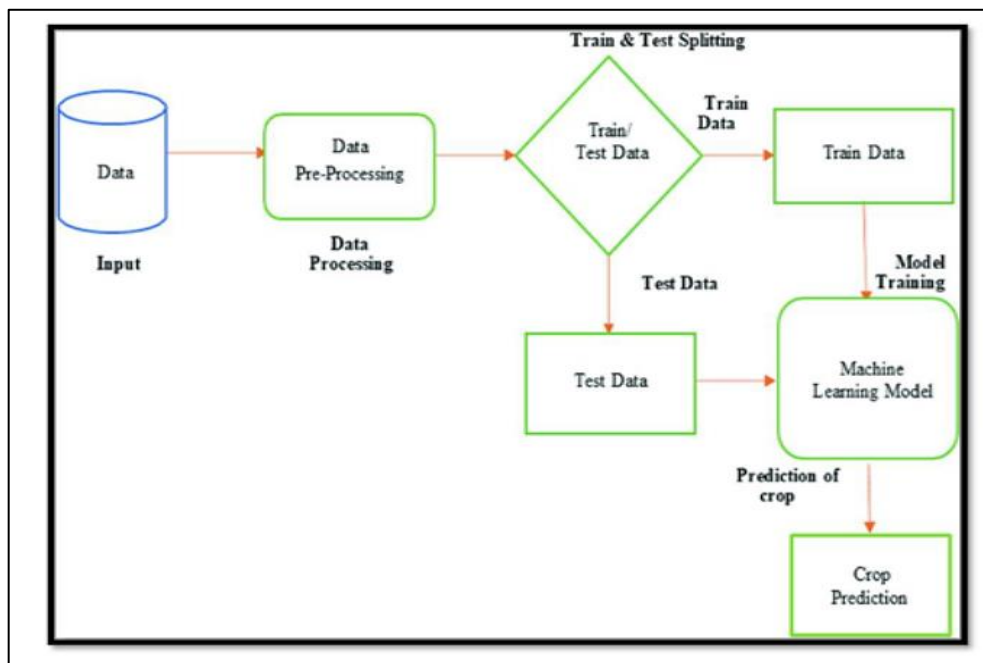 Train & Test Splitting
Data
Input
Data
Pre-Processing
Data
Processing
Train/
Test Data
Train
Data
Train Data
Test Data
Test Data
Model
Training
Machine
Learning Model
Prediction of
crop
Crop
Prediction